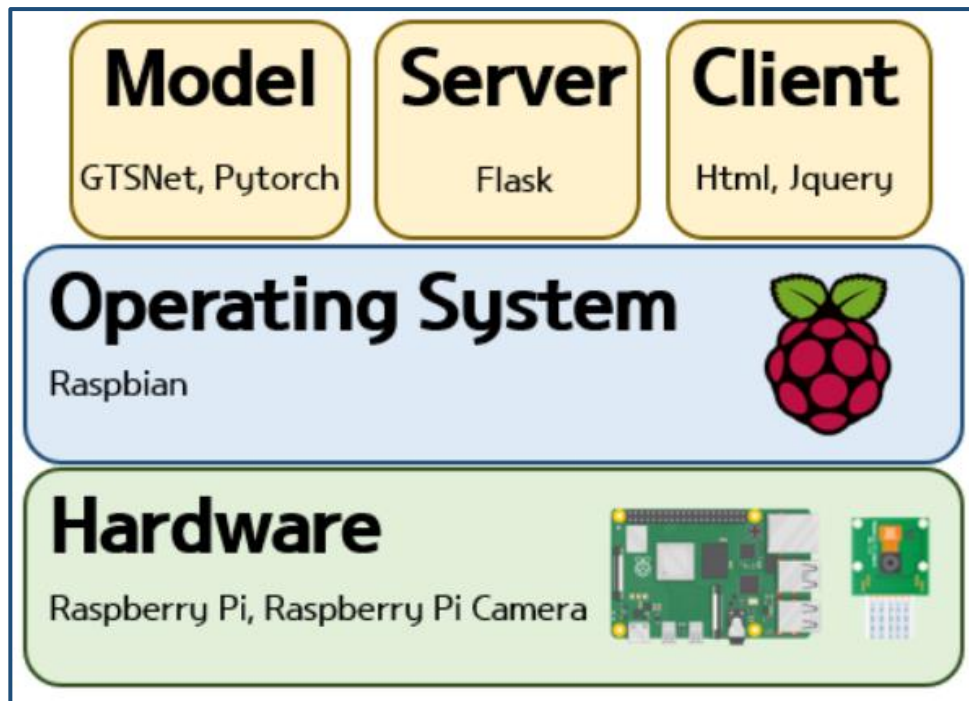 Model
GTSNet, Pytorch
Server
Flask
Client
Html, Jquery
Operating System
Raspbian
Hardware
Raspberry Pi, Raspberry Pi Camera